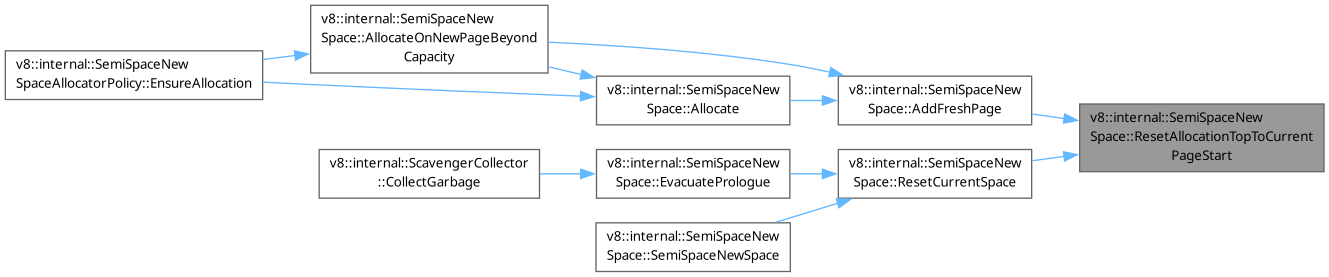 v8::internal::SemiSpaceNew
Space::AllocateOnNewPageBeyond
Capacity
v8::internal::SemiSpaceNew
SpaceAllocatorPolicy::EnsureAllocation
v8::internal::SemiSpaceNew
Space::Allocate
v8::internal::SemiSpaceNew
Space::AddFreshPage
v8::internal::SemiSpaceNew
Space::ResetAllocationTopToCurrent
PageStart
v8::internal::ScavengerCollector
::CollectGarbage
v8::internal::SemiSpaceNew
Space::EvacuatePrologue
v8::internal::SemiSpaceNew
Space::ResetCurrentSpace
v8::internal::SemiSpaceNew
Space::SemiSpaceNewSpace